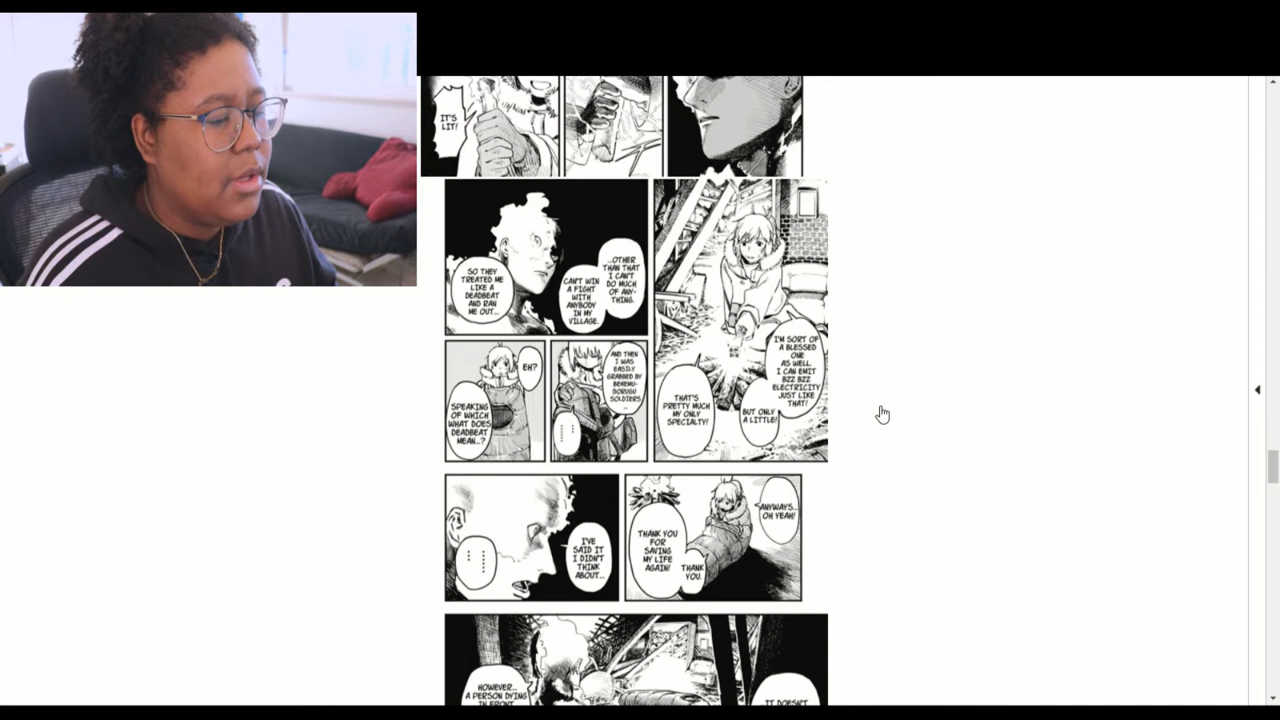 IT'S
LIT!
...OTHER
THAN THAT
I CAN'T
DO MUCH
OF ANY-
THING.
CAN'T WIN
A FIGHT
WITH
ANYBODY
IN MY
VILLAGE.
SO THEY
TREATED ME
LIKE A
DEADBEAT
AND RAN
ME OUT...
I'M SORT OF
A BLESSED
ONE
AS WELL.
I CAN EMIT
BZZ BZZ
ELECTRICITY
JUST LIKE
THAT!
BUT ONLY
A LITTLE!
THAT'S
PRETTY MUCH
MY ONLY
SPECIALTY!
AND THEN
I WAS
EASILY
GRABBED BY
BEHEMU-
DORUGU
SOLDIERS
...
EH?
SPEAKING
OF WHICH
WHAT DOES
DEADBEAT
MEAN...?
ANYWAYS...
OH YEAH!
THANK YOU
FOR
SAVING
MY LIFE
AGAIN!
THANK
YOU.
I'VE
SAID IT
I DIDN'T
THINK
ABOUT...
IT DOESN'T
HOWEVER...
A PERSON DYING
IN FRONT